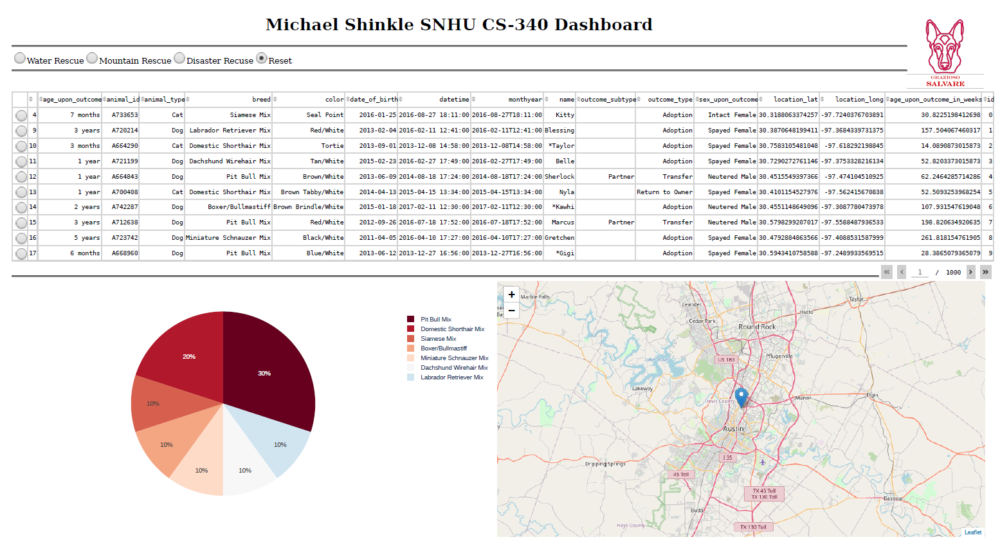 Michael Shinkle SNHU CS-340 Dashboard
GRAZIOSO
SALVARE
Water Rescue Mountain Rescue Disaster Recuse Reset
age_upon_outcome animal_id animal_type breed color date_of_birth datetime monthyear name outcome_subtype outcome_type sex_upon_outcome location_lat location_long age_upon_outcome_in_weeks id
4 7 months A733653 Cat Siamese Mix Seal Point 2016-01-25 2016-08-27 18:11:00 2016-08-27T18:11:00 Kitty Adoption Intact Female 30.3188063374257 -97.7240376703891 30.8225198412698 0
9 3 years A720214 Dog Labrador Retriever Mix Red/White 2013-02-04 2016-02-11 12:41:00 2016-02-11T12:41:00 Blessing Adoption Spayed Female 30.3870648199411 -97.3684339731375 157.504067460317 1
10 3 months A664290 Cat Domestic Shorthair Mix Tortie 2013-09-01 2013-12-08 14:58:00 2013-12-08T14:58:00 *Taylor Adoption Spayed Female 30.7583105481048 -97.618292198845 14.0890873015873 2
11 1 year A721199 Dog Dachshund Wirehair Mix Tan/White 2015-02-23 2016-02-27 17:49:00 2016-02-27T17:49:00 Belle Adoption Spayed Female 30.7290272761146 -97.3753328216134 52.8203373015873 3
12 1 year A664843 Dog Pit Bull Mix Brown/White 2013-06-09 2014-08-18 17:24:00 2014-08-18T17:24:00 Sherlock Partner Transfer Neutered Male 30.4515549397366 -97.474104510925 62.2464285714286 4
13 1 year A700408 Cat Domestic Shorthair Mix Brown Tabby/White 2014-04-13 2015-04-15 13:34:00 2015-04-15T13:34:00 Nyla Return to Owner Spayed Female 30.4101154527976 -97.562415670838 52.5093253968254 5
14 2 years A742287 Dog Boxer/Bullmastiff Brown Brindle/White 2015-01-18 2017-02-11 12:30:00 2017-02-11T12:30:00 *Kawhi Adoption Neutered Male 30.4551148649096 -97.3087780473978 107.931547619048 6
15 3 years A712638 Dog Pit Bull Mix Red/White 2012-09-26 2016-07-18 17:52:00 2016-07-18T17:52:00 Marcus Partner Transfer Neutered Male 30.5798299207017 -97.5588487936533 198.820634920635 7
16 5 years A723742 Dog Miniature Schnauzer Mix Black/White 2011-04-05 2016-04-10 17:27:00 2016-04-10T17:27:00 Gretchen Adoption Spayed Female 30.4792884863566 -97.4088531587999 261.818154761905 8
17 6 months A668960 Dog Pit Bull Mix Blue/White 2013-06-12 2013-12-27 16:56:00 2013-12-27T16:56:00 *Gigi Adoption Spayed Female 30.5943410758588 -97.2489933569515 28.3865079365079 9
« ‹ 1 / 1000 › »
Pit Bull Mix
Domestic Shorthair Mix
Siamese Mix
Boxer/Bullmastiff
Miniature Schnauzer Mix
Dachshund Wirehair Mix
Labrador Retriever Mix
20%
30%
10%
10%
10%
10%
10%
+
−
Marble Falls
Leander
Taylor
Hutto
Cedar Park
Round Rock
Pflugerville
US 183
Lake Travis
Lakeway
Travis County
Manor
Elgin
Austin
I 35
Dripping Springs
45 Toll
TX 45 Toll
TX 130 Toll
Bastrop
Buda
Hays County
TX 130 Toll
Leaflet